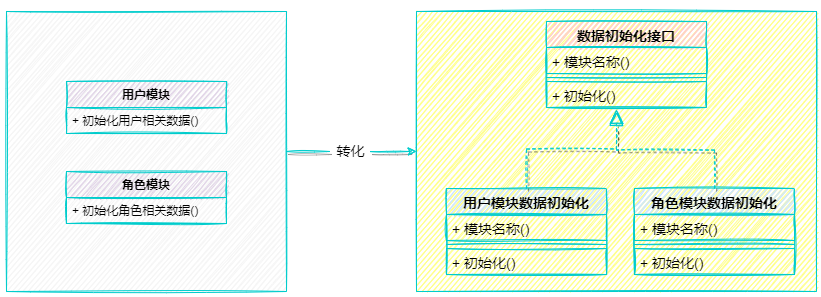 用户模块
+ 初始化用户相关数据()
角色模块
+ 初始化角色相关数据()
转化
数据初始化接口
+ 模块名称()
+ 初始化()
用户模块数据初始化
+ 模块名称()
+ 初始化()
角色模块数据初始化
+ 模块名称()
+ 初始化()